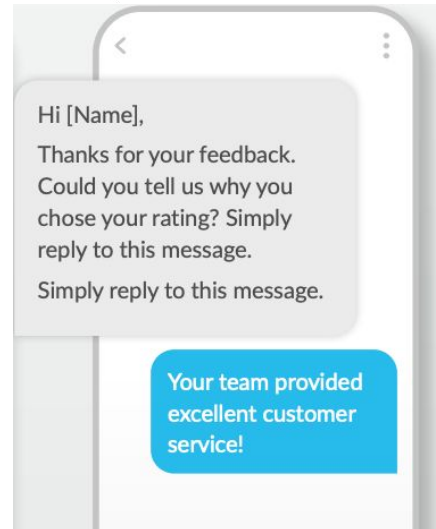 Hi [Name],
Thanks for your feedback.
Could you tell us why you
chose your rating? Simply
reply to this message.
Simply reply to this message.
Your team provided
excellent customer
service!